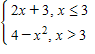 2x + 3, x ≤ 3
4 − x², x > 3